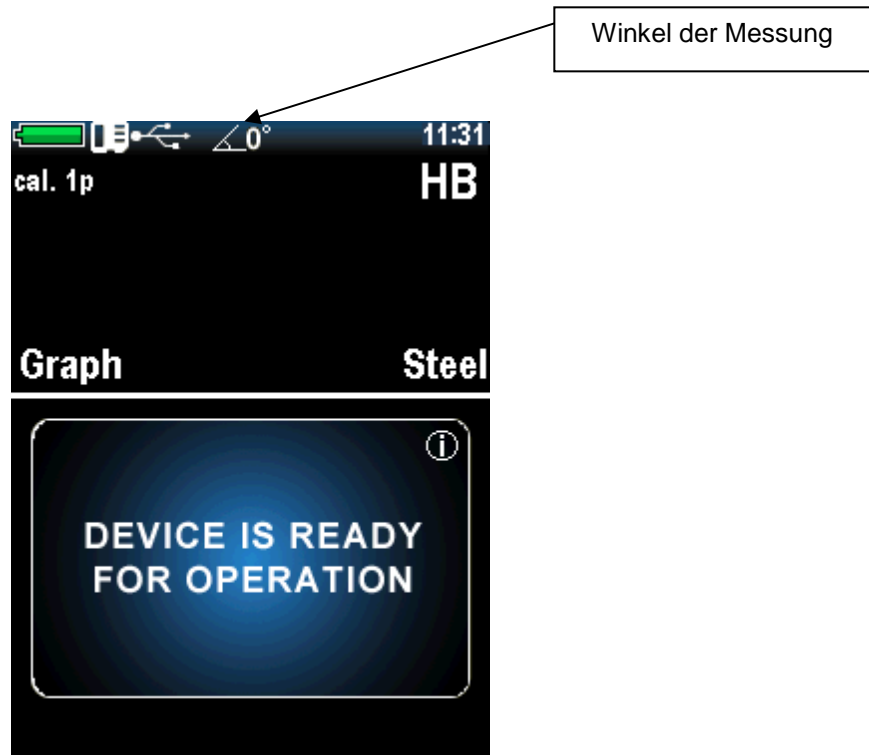 Winkel der Messung
0° 11:31
cal. 1p HB
Graph Steel
i
DEVICE IS READY
FOR OPERATION